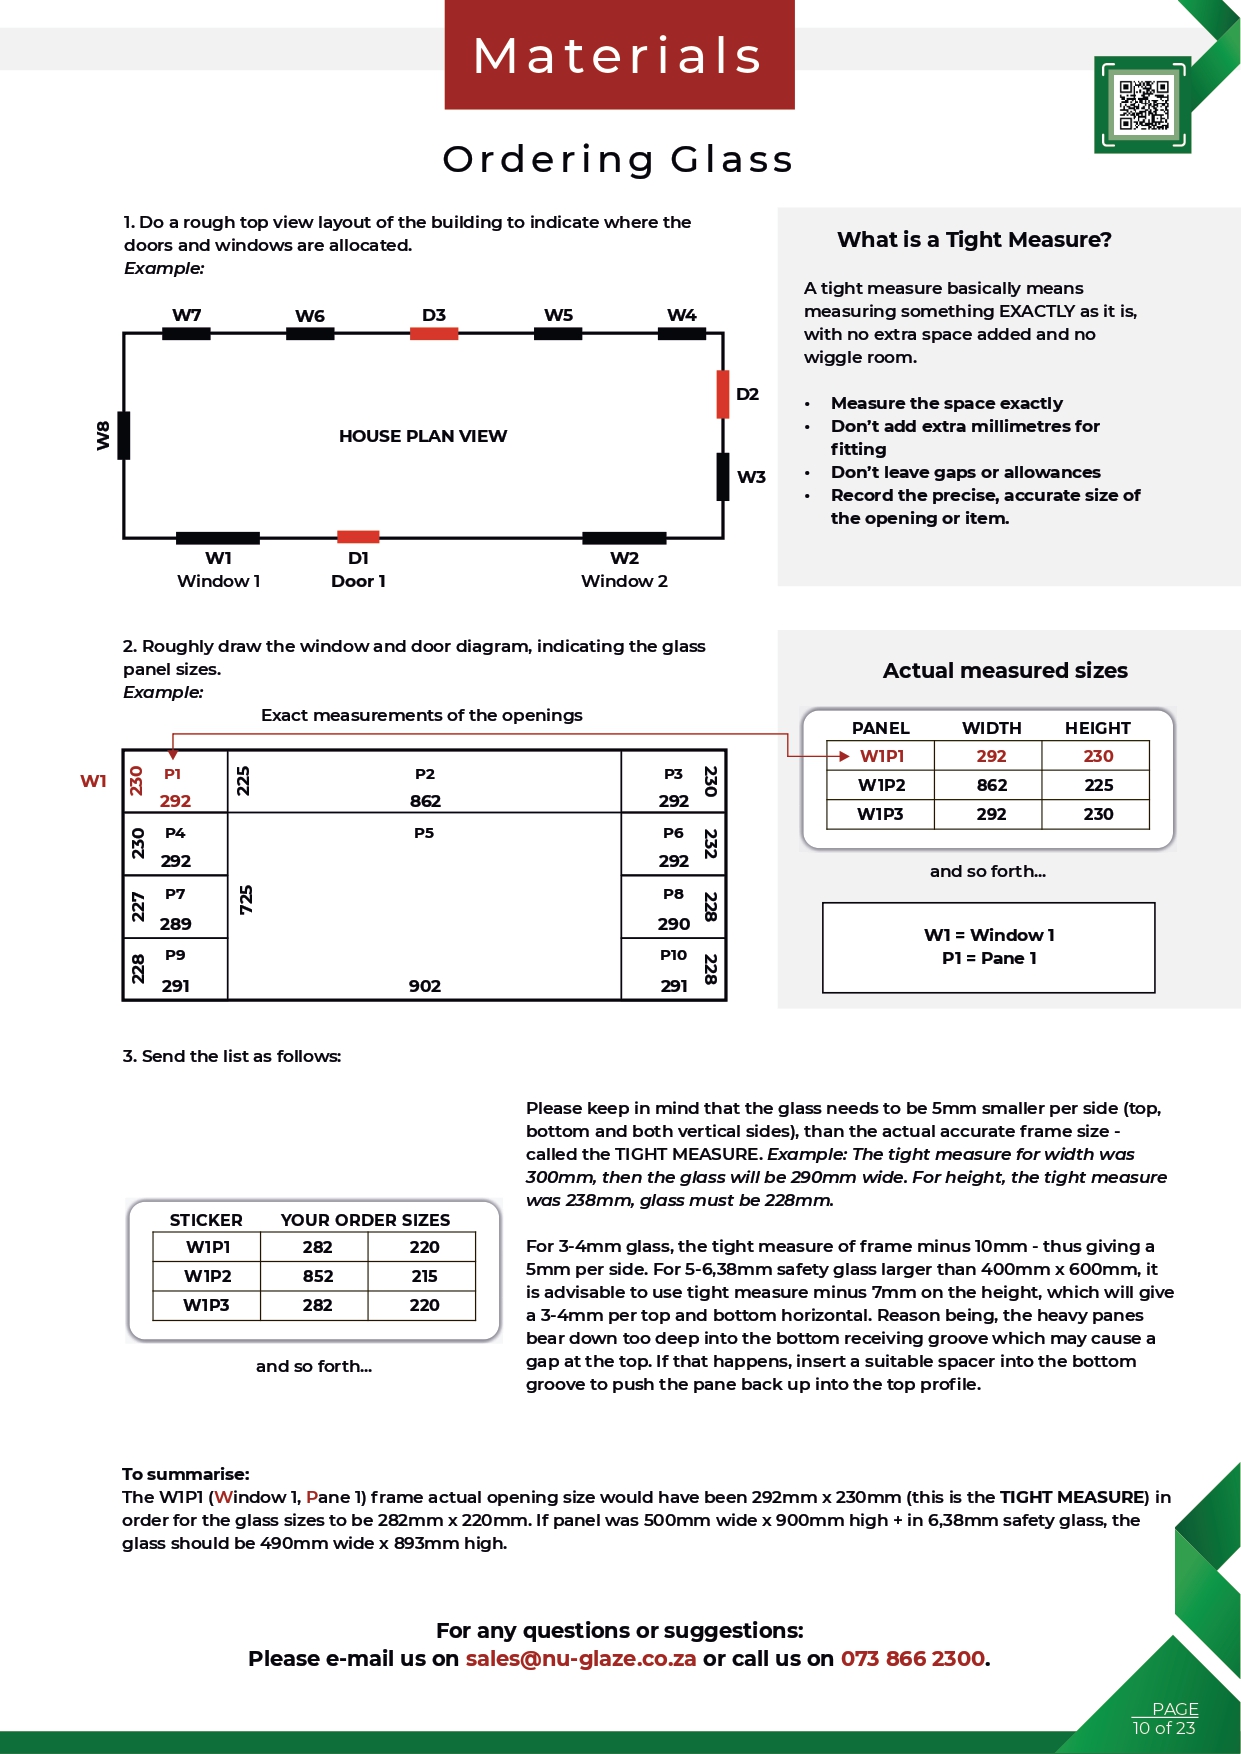 Materials
Ordering Glass
1. Do a rough top view layout of the building to indicate where the
doors and windows are allocated.
Example:
W7
W6
D3
W5
W4
D2
W8
HOUSE PLAN VIEW
W3
W1
D1
W2
Window 1
Door 1
Window 2
What is a Tight Measure?
A tight measure basically means
measuring something EXACTLY as it is,
with no extra space added and no
wiggle room.
• Measure the space exactly
• Don't add extra millimetres for
fitting
• Don't leave gaps or allowances
• Record the precise, accurate size of
the opening or item.
2. Roughly draw the window and door diagram, indicating the glass
panel sizes.
Example:
Exact measurements of the openings
W1
230 P1 292
225 P2 862
P3 292 230
230 P4 292
725 P5 902
P6 292 232
227 P7 289
P8 290 228
228 P9 291
P10 291 228
Actual measured sizes
PANEL WIDTH HEIGHT
W1P1 292 230
W1P2 862 225
W1P3 292 230
and so forth...
W1 = Window 1
P1 = Pane 1
3. Send the list as follows:
STICKER YOUR ORDER SIZES
W1P1 282 220
W1P2 852 215
W1P3 282 220
and so forth...
Please keep in mind that the glass needs to be 5mm smaller per side (top,
bottom and both vertical sides), than the actual accurate frame size -
called the TIGHT MEASURE. Example: The tight measure for width was
300mm, then the glass will be 290mm wide. For height, the tight measure
was 238mm, glass must be 228mm.
For 3-4mm glass, the tight measure of frame minus 10mm - thus giving a
5mm per side. For 5-6,38mm safety glass larger than 400mm x 600mm, it
is advisable to use tight measure minus 7mm on the height, which will give
a 3-4mm per top and bottom horizontal. Reason being, the heavy panes
bear down too deep into the bottom receiving groove which may cause a
gap at the top. If that happens, insert a suitable spacer into the bottom
groove to push the pane back up into the top profile.
To summarise:
The W1P1 (Window 1, Pane 1) frame actual opening size would have been 292mm x 230mm (this is the TIGHT MEASURE) in
order for the glass sizes to be 282mm x 220mm. If panel was 500mm wide x 900mm high + in 6,38mm safety glass, the
glass should be 490mm wide x 893mm high.
For any questions or suggestions:
Please e-mail us on sales@nu-glaze.co.za or call us on 073 866 2300.
PAGE
10 of 23